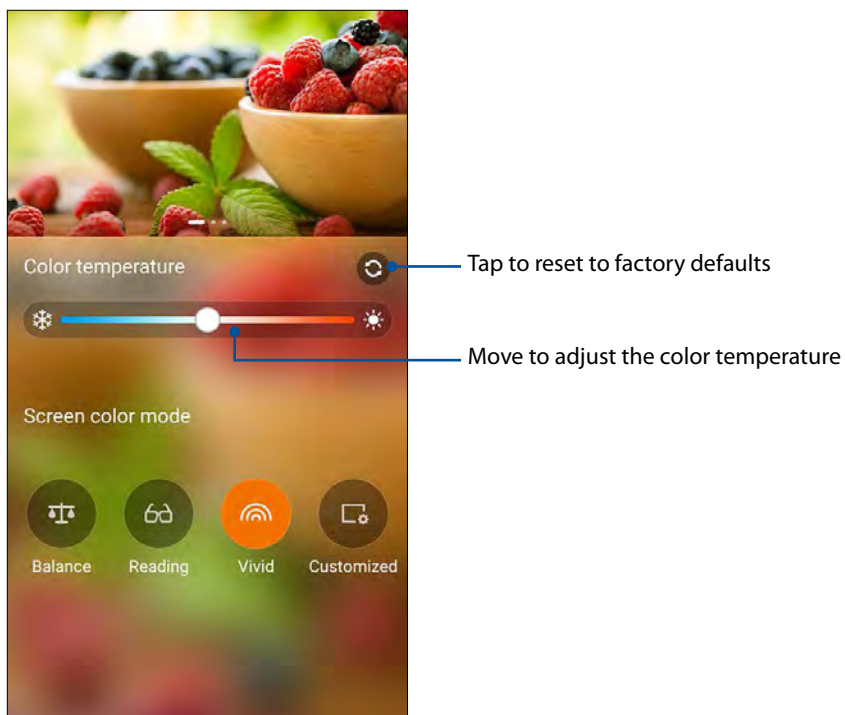 Color temperature
Tap to reset to factory defaults
Move to adjust the color temperature
Screen color mode
Balance Reading Vivid Customized